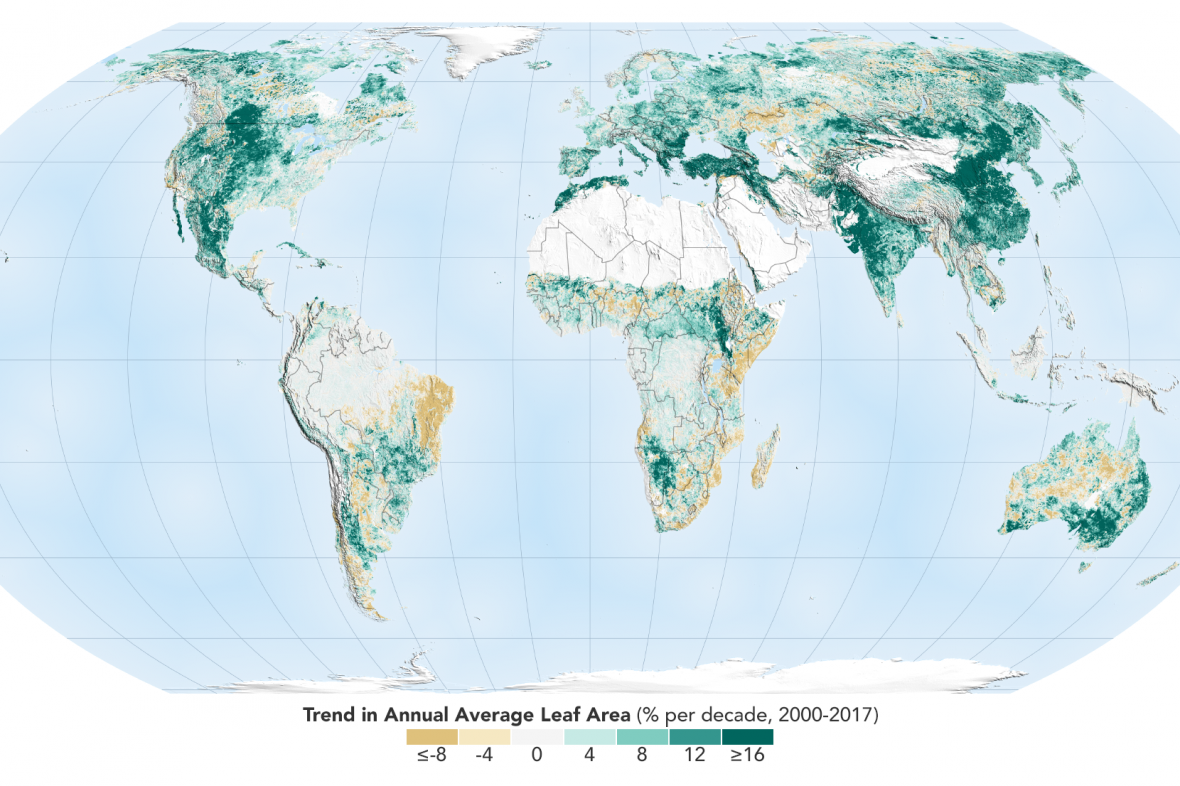 Trend in Annual Average Leaf Area (% per decade, 2000-2017)
≤-8 -4 0 4 8 12 ≥16